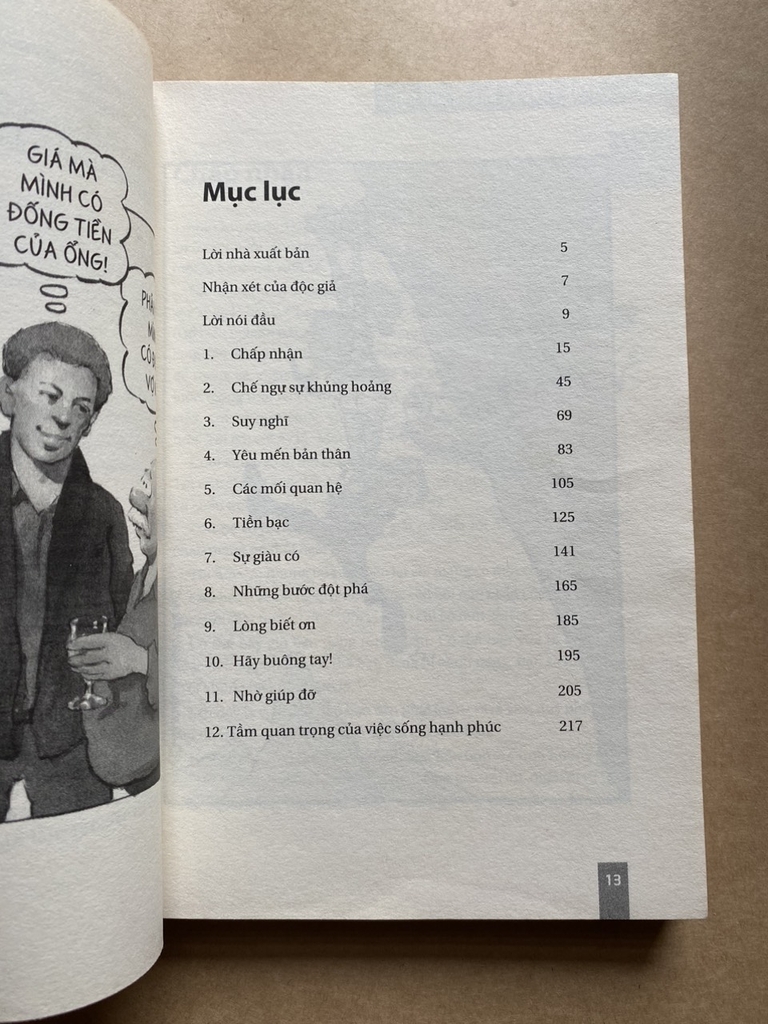 GIÁ MÀ
MÌNH CÓ
ĐỐNG TIỀN
CỦA ỔNG!
Mục lục
Lời nhà xuất bản 5
Nhận xét của độc giả 7
Lời nói đầu 9
1. Chấp nhận 15
2. Chế ngự sự khủng hoảng 45
3. Suy nghĩ 69
4. Yêu mến bản thân 83
5. Các mối quan hệ 105
6. Tiền bạc 125
7. Sự giàu có 141
8. Những bước đột phá 165
9. Lòng biết ơn 185
10. Hãy buông tay! 195
11. Nhờ giúp đỡ 205
12. Tầm quan trọng của việc sống hạnh phúc 217
13